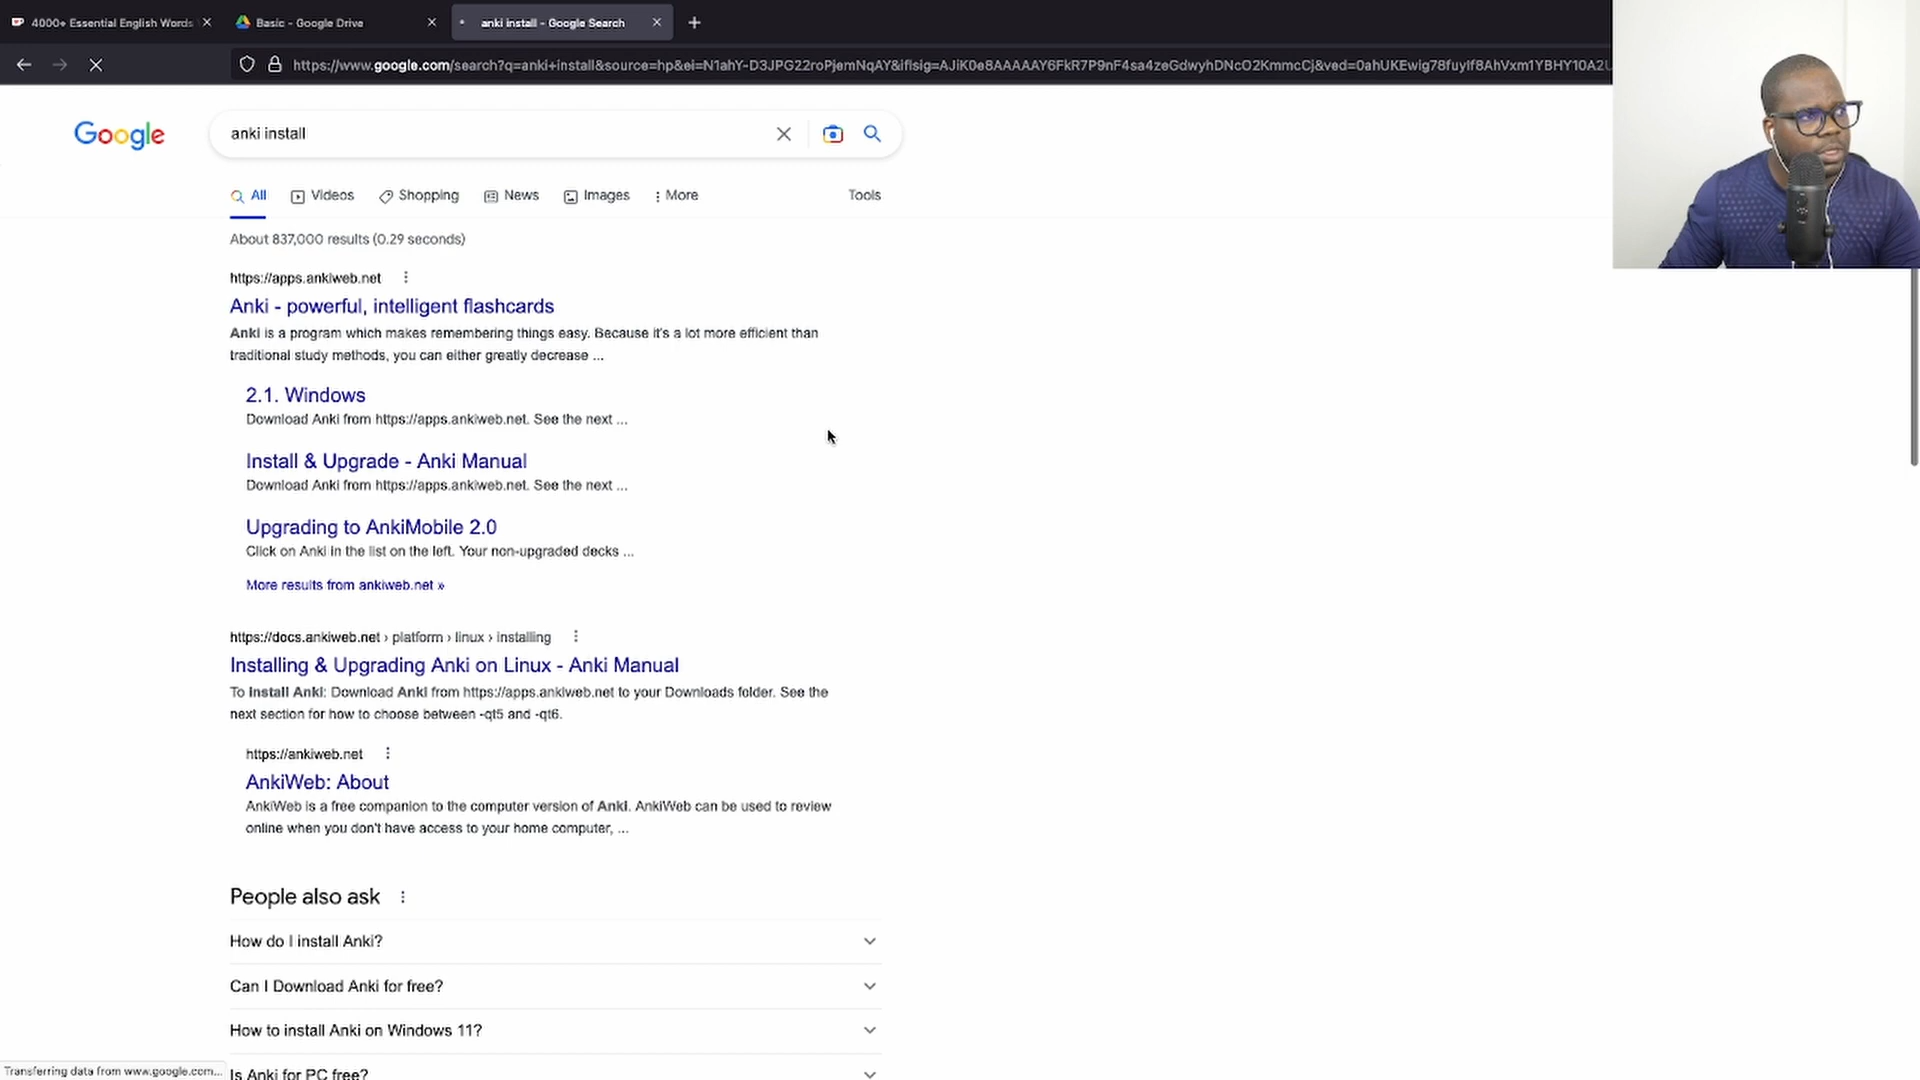 4000+ Essential English Words
Basic - Google Drive
anki install - Google Search
https://www.google.com/search?q=anki+install&source=hp&ei=N1ahY-D3JPG22roPjemNqAY&iflsig=AJiK0e8AAAAAY6FkR7P9nF4sa4zeGdwyhDNcO2KmmcCj&ved=0ahUKEwig78fuyIf8AhVxm1YBHY10A2U
Google
anki install
All
Videos
Shopping
News
Images
More
Tools
About 837,000 results (0.29 seconds)
https://apps.ankiweb.net
Anki - powerful, intelligent flashcards
Anki is a program which makes remembering things easy. Because it's a lot more efficient than
traditional study methods, you can either greatly decrease ...
2.1. Windows
Download Anki from https://apps.ankiweb.net. See the next ...
Install & Upgrade - Anki Manual
Download Anki from https://apps.ankiweb.net. See the next ...
Upgrading to AnkiMobile 2.0
Click on Anki in the list on the left. Your non-upgraded decks ...
More results from ankiweb.net »
https://docs.ankiweb.net › platform › linux › installing
Installing & Upgrading Anki on Linux - Anki Manual
To install Anki: Download Anki from https://apps.ankiweb.net to your Downloads folder. See the
next section for how to choose between -qt5 and -qt6.
https://ankiweb.net
AnkiWeb: About
AnkiWeb is a free companion to the computer version of Anki. AnkiWeb can be used to review
online when you don't have access to your home computer, ...
People also ask
How do I install Anki?
Can I Download Anki for free?
How to install Anki on Windows 11?
Is Anki for PC free?
Transferring data from www.google.com...